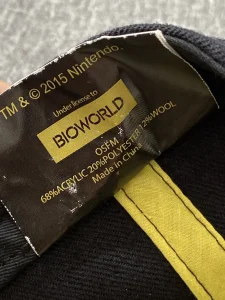 TM & © 2015 Nintendo.
Under license to
BIOWORLD
OSFM
68%ACRYLIC 20%POLYESTER 12%WOOL
Made in China